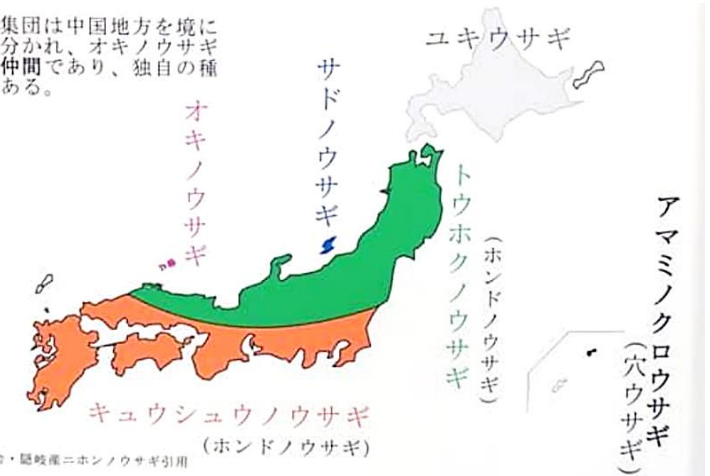 集団は中国地方を境に
分かれ、オキノウサギ
仲間であり、独自の種
ある。
ユキウサギ
サドノウサギ
オキノウサギ
トウホクノウサギ
(ホンドノウサギ)
アマミノクロウサギ
(穴ウサギ)
キュウシュウノウサギ
(ホンドノウサギ)
・隠岐産ニホンノウサギ引用